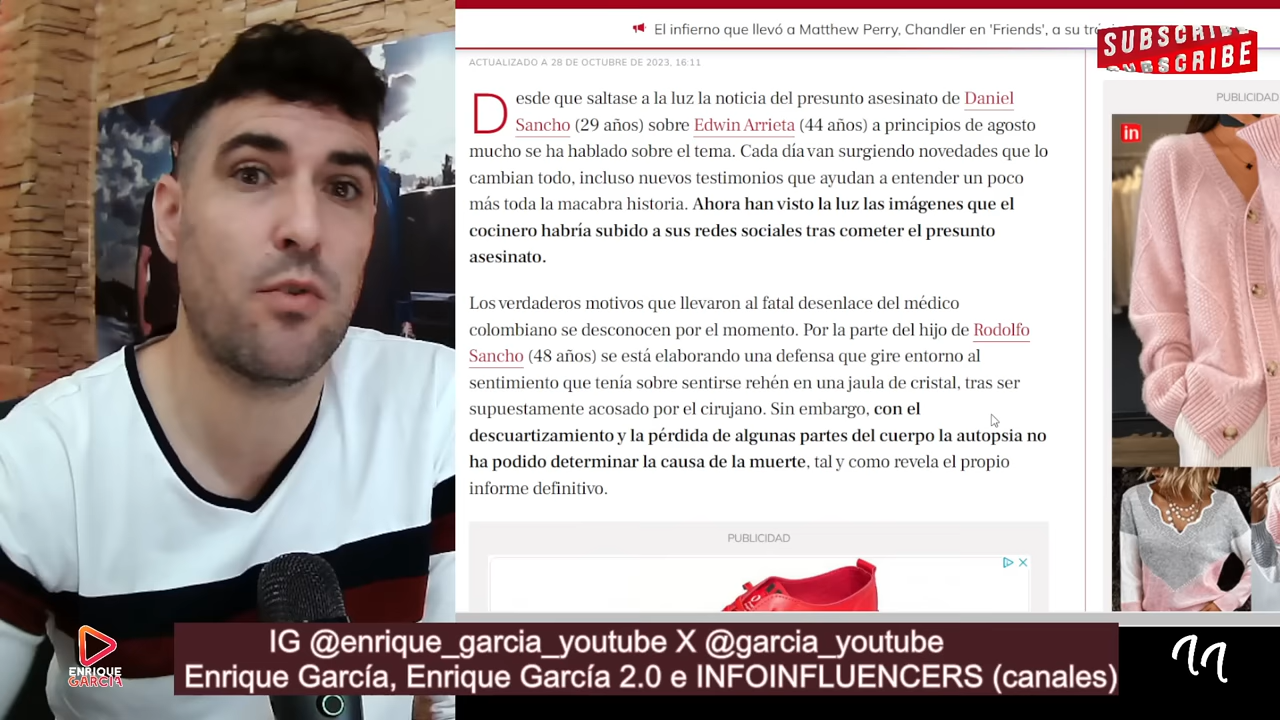 El infierno que llevó a Matthew Perry, Chandler en 'Friends', a su
SUBSCRIBE
SUBSCRIBE
ACTUALIZADO A 28 DE OCTUBRE DE 2023, 16:11
PUBLICIDAD
Desde que saltase a la luz la noticia del presunto asesinato de Daniel
Sancho (29 años) sobre Edwin Arrieta (44 años) a principios de agosto
mucho se ha hablado sobre el tema. Cada día van surgiendo novedades que lo
cambian todo, incluso nuevos testimonios que ayudan a entender un poco
más toda la macabra historia. Ahora han visto la luz las imágenes que el
cocinero habría subido a sus redes sociales tras cometer el presunto
asesinato.
in
Los verdaderos motivos que llevaron al fatal desenlace del médico
colombiano se desconocen por el momento. Por la parte del hijo de Rodolfo
Sancho (48 años) se está elaborando una defensa que gire entorno al
sentimiento que tenía sobre sentirse rehén en una jaula de cristal, tras ser
supuestamente acosado por el cirujano. Sin embargo, con el
descuartizamiento y la pérdida de algunas partes del cuerpo la autopsia no
ha podido determinar la causa de la muerte, tal y como revela el propio
informe definitivo.
PUBLICIDAD
IG @enrique_garcia_youtube X @garcia_youtube
Enrique García, Enrique García 2.0 e INFOINFLUENCERS (canales)
ENRIQUE
GARCIA